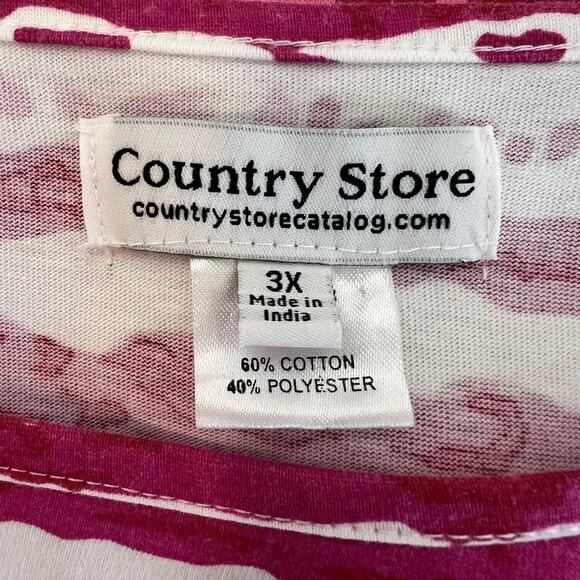 Country Store
countrystorecatalog.com
3X
Made in
India
60% COTTON
40% POLYESTER